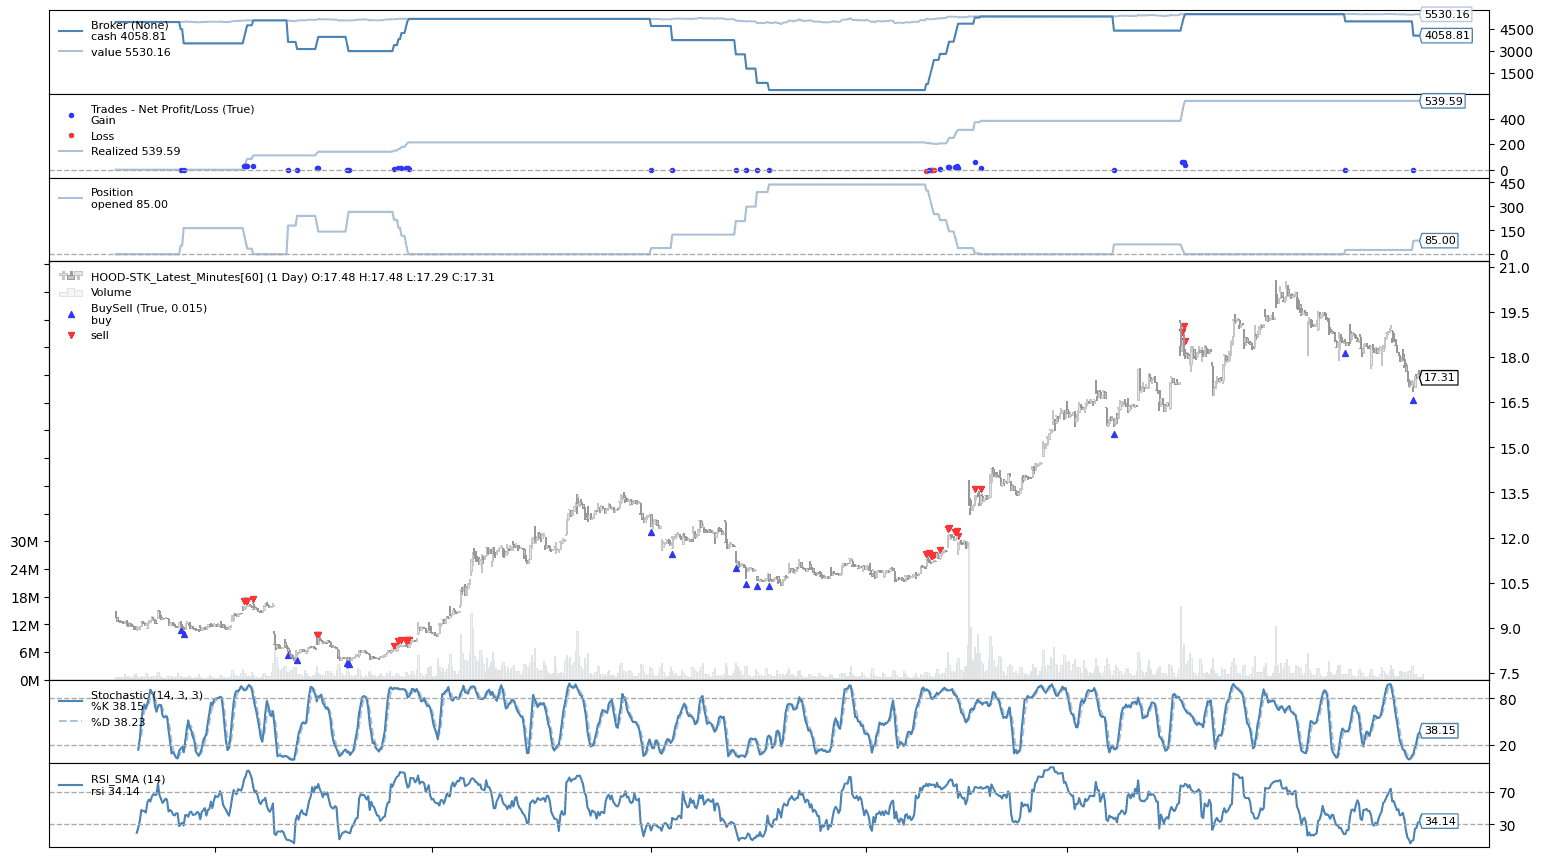 Broker (None)
cash 4058.81
value 5530.16
5530.16
4058.81
4500
3000
1500
Trades - Net Profit/Loss (True)
Gain
Loss
Realized 539.59
539.59
400
200
0
Position
opened 85.00
450
300
150
85.00
0
HOOD-STK_Latest_Minutes[60] (1 Day) O:17.48 H:17.48 L:17.29 C:17.31
Volume
BuySell (True, 0.015)
buy
sell
21.0
19.5
18.0
17.31
16.5
15.0
13.5
12.0
10.5
9.0
7.5
30M
24M
18M
12M
6M
0M
Stochastic (14, 3, 3)
%K 38.15
%D 38.23
80
38.15
20
RSI_SMA (14)
rsi 34.14
70
34.14
30